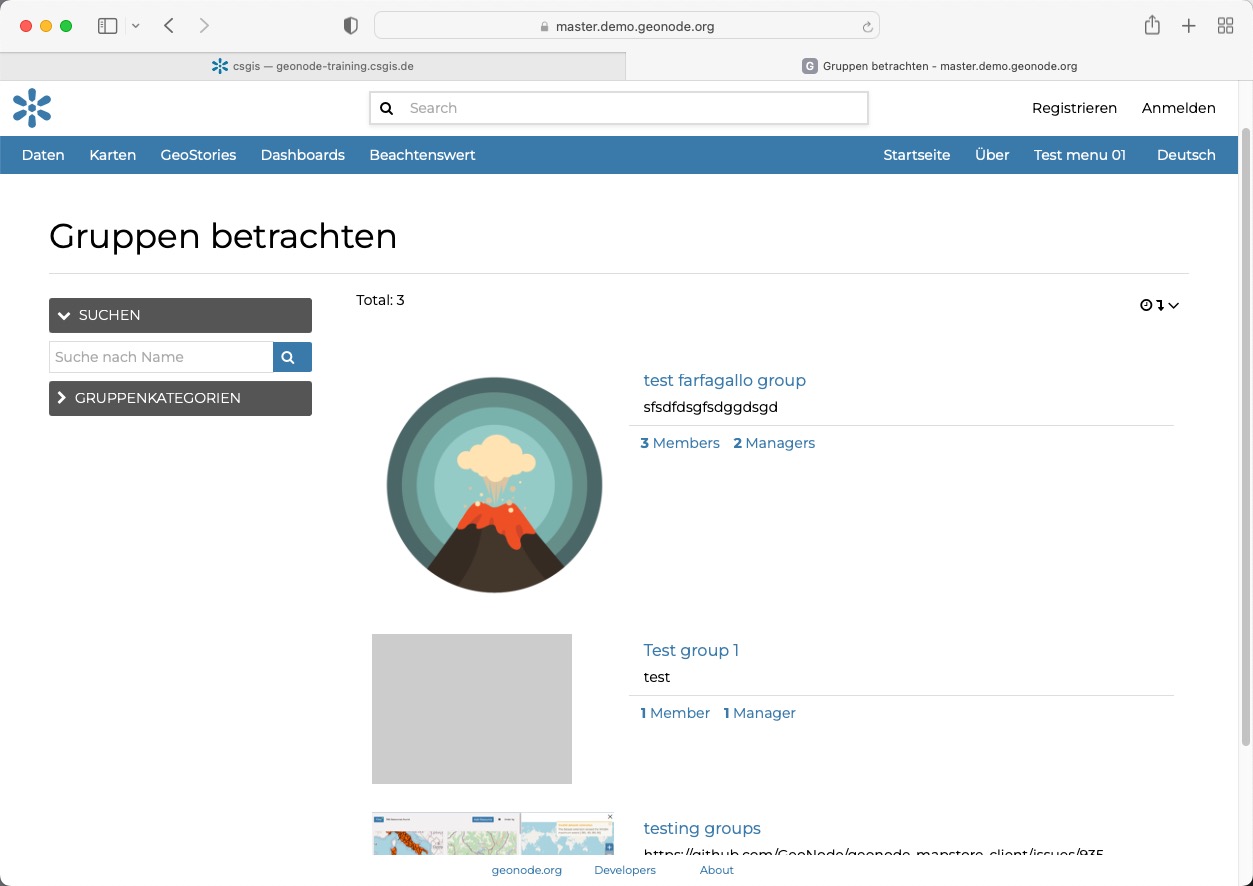 master.demo.geonode.org
csgis — geonode-training.csgis.de
G Gruppen betrachten - master.demo.geonode.org
Search
Registrieren Anmelden
Daten Karten GeoStories Dashboards Beachtenswert Startseite Über Test menu 01 Deutsch
Gruppen betrachten
SUCHEN
Suche nach Name
GRUPPENKATEGORIEN
Total: 3
test farfagallo group
sfsdfdsgfsdggdsgd
3 Members 2 Managers
Test group 1
test
1 Member 1 Manager
testing groups
https://github.com/GeoNode/geonode-mapstore-client/issues/935
geonode.org Developers About